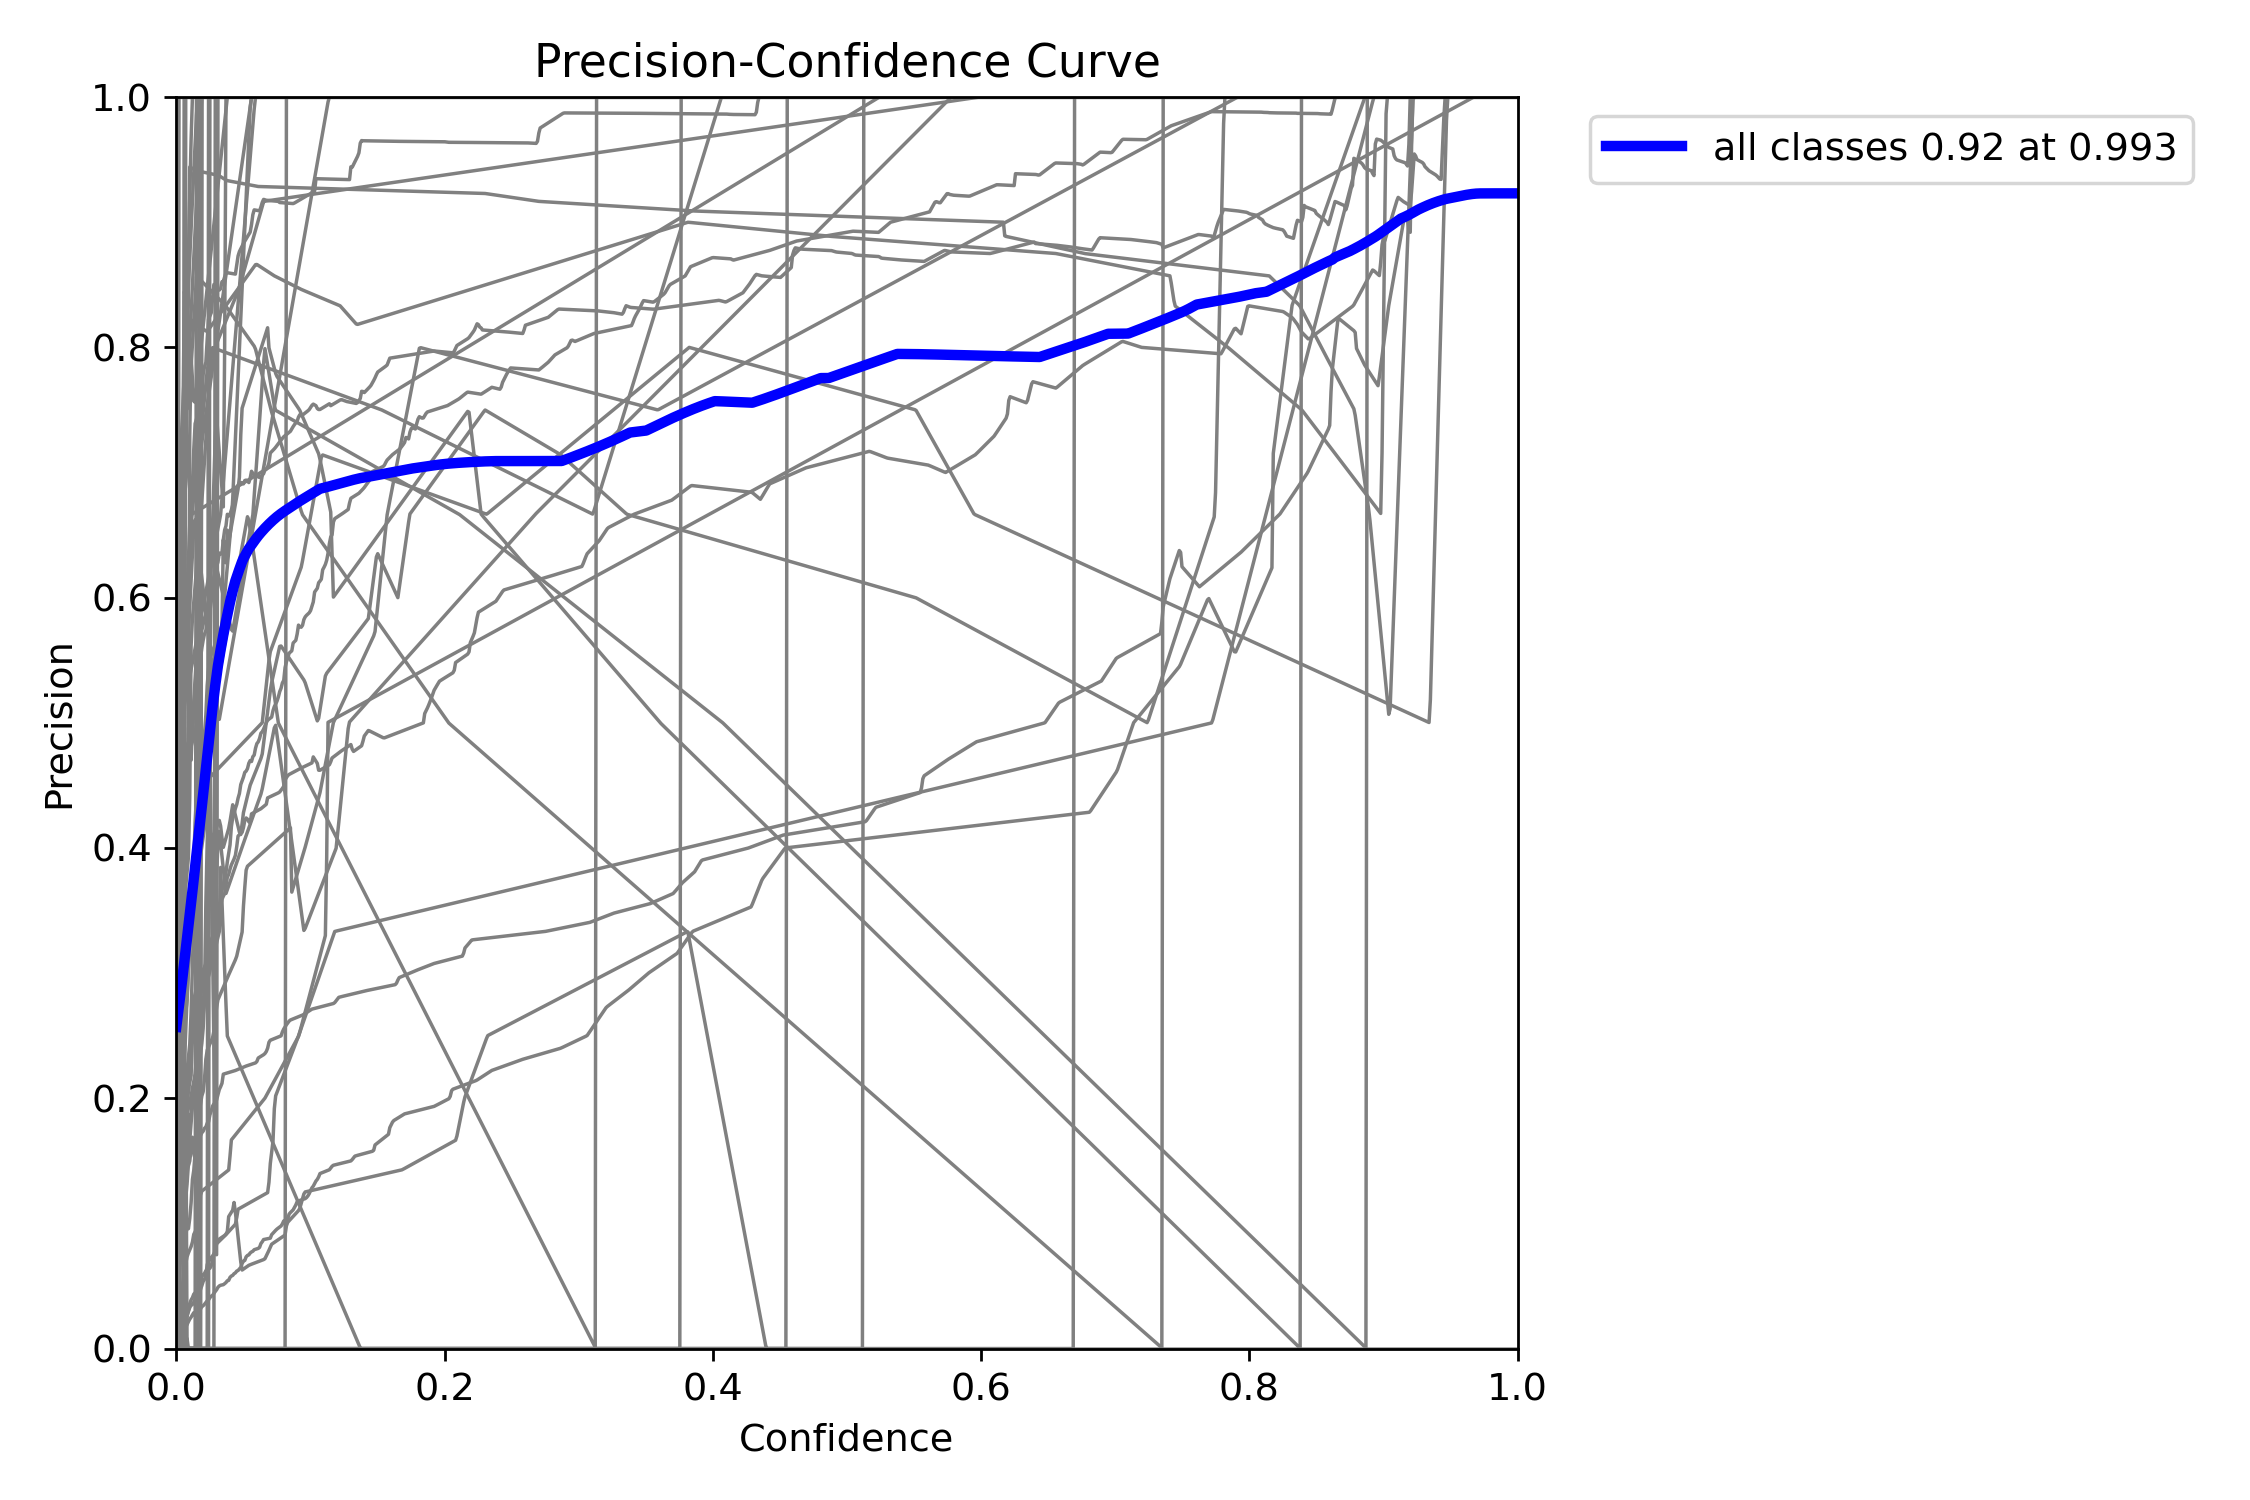 Precision-Confidence Curve
all classes 0.92 at 0.993
Precision
1.0
0.8
0.6
0.4
0.2
0.0
0.0 0.2 0.4 0.6 0.8 1.0
Confidence